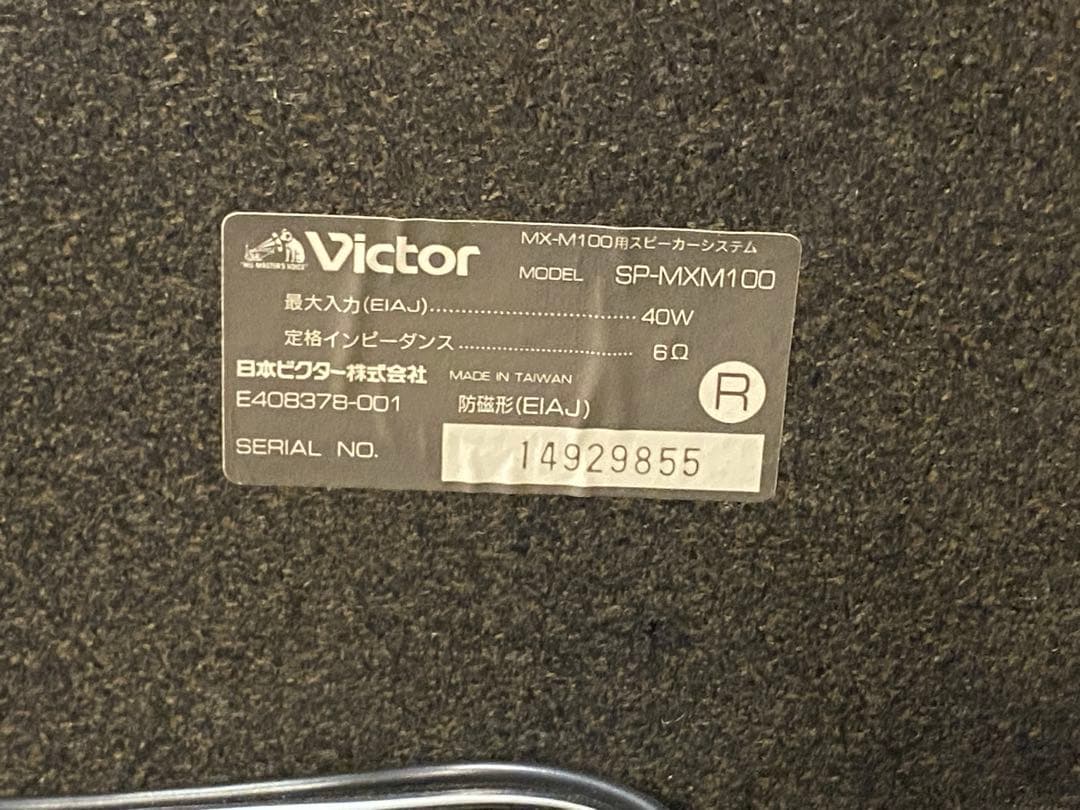 "HIS MASTER'S VOICE"
Victor
MX-M100用スピーカーシステム
MODEL SP-MXM100
最大入力(EIAJ)................................40W
定格インピーダンス...........................6Ω
日本ビクター株式会社 MADE IN TAIWAN
E408378-001 防磁形(EIAJ)
R
SERIAL NO. 14929855